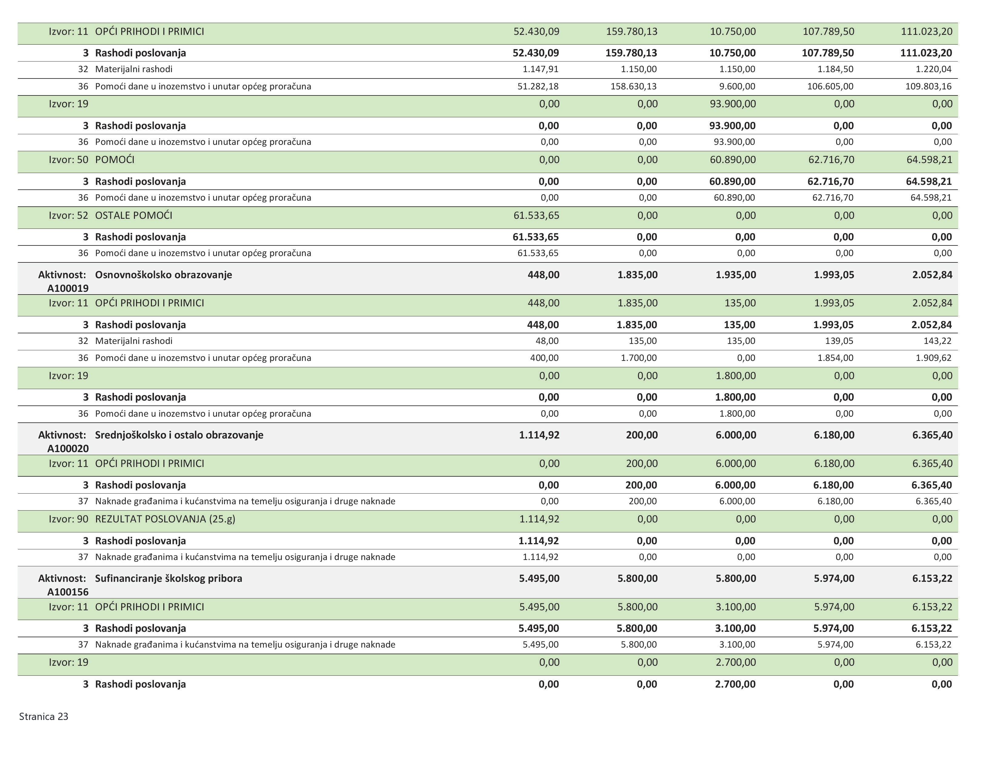 Izvor: 11 OPĆI PRIHODI I PRIMICI 52.430,09 159.780,13 10.750,00 107.789,50 111.023,20
3 Rashodi poslovanja 52.430,09 159.780,13 10.750,00 107.789,50 111.023,20
32 Materijalni rashodi 1.147,91 1.150,00 1.150,00 1.184,50 1.220,04
36 Pomoći dane u inozemstvo i unutar općeg proračuna 51.282,18 158.630,13 9.600,00 106.605,00 109.803,16
Izvor: 19 0,00 0,00 93.900,00 0,00 0,00
3 Rashodi poslovanja 0,00 0,00 93.900,00 0,00 0,00
36 Pomoći dane u inozemstvo i unutar općeg proračuna 0,00 0,00 93.900,00 0,00 0,00
Izvor: 50 POMOĆI 0,00 0,00 60.890,00 62.716,70 64.598,21
3 Rashodi poslovanja 0,00 0,00 60.890,00 62.716,70 64.598,21
36 Pomoći dane u inozemstvo i unutar općeg proračuna 0,00 0,00 60.890,00 62.716,70 64.598,21
Izvor: 52 OSTALE POMOĆI 61.533,65 0,00 0,00 0,00 0,00
3 Rashodi poslovanja 61.533,65 0,00 0,00 0,00 0,00
36 Pomoći dane u inozemstvo i unutar općeg proračuna 61.533,65 0,00 0,00 0,00 0,00
Aktivnost: Osnovnoškolsko obrazovanje 448,00 1.835,00 1.935,00 1.993,05 2.052,84
A100019
Izvor: 11 OPĆI PRIHODI I PRIMICI 448,00 1.835,00 135,00 1.993,05 2.052,84
3 Rashodi poslovanja 448,00 1.835,00 135,00 1.993,05 2.052,84
32 Materijalni rashodi 48,00 135,00 135,00 139,05 143,22
36 Pomoći dane u inozemstvo i unutar općeg proračuna 400,00 1.700,00 0,00 1.854,00 1.909,62
Izvor: 19 0,00 0,00 1.800,00 0,00 0,00
3 Rashodi poslovanja 0,00 0,00 1.800,00 0,00 0,00
36 Pomoći dane u inozemstvo i unutar općeg proračuna 0,00 0,00 1.800,00 0,00 0,00
Aktivnost: Srednjoškolsko i ostalo obrazovanje 1.114,92 200,00 6.000,00 6.180,00 6.365,40
A100020
Izvor: 11 OPĆI PRIHODI I PRIMICI 0,00 200,00 6.000,00 6.180,00 6.365,40
3 Rashodi poslovanja 0,00 200,00 6.000,00 6.180,00 6.365,40
37 Naknade građanima i kućanstvima na temelju osiguranja i druge naknade 0,00 200,00 6.000,00 6.180,00 6.365,40
Izvor: 90 REZULTAT POSLOVANJA (25.g) 1.114,92 0,00 0,00 0,00 0,00
3 Rashodi poslovanja 1.114,92 0,00 0,00 0,00 0,00
37 Naknade građanima i kućanstvima na temelju osiguranja i druge naknade 1.114,92 0,00 0,00 0,00 0,00
Aktivnost: Sufinanciranje školskog pribora 5.495,00 5.800,00 5.800,00 5.974,00 6.153,22
A100156
Izvor: 11 OPĆI PRIHODI I PRIMICI 5.495,00 5.800,00 3.100,00 5.974,00 6.153,22
3 Rashodi poslovanja 5.495,00 5.800,00 3.100,00 5.974,00 6.153,22
37 Naknade građanima i kućanstvima na temelju osiguranja i druge naknade 5.495,00 5.800,00 3.100,00 5.974,00 6.153,22
Izvor: 19 0,00 0,00 2.700,00 0,00 0,00
3 Rashodi poslovanja 0,00 0,00 2.700,00 0,00 0,00
Stranica 23